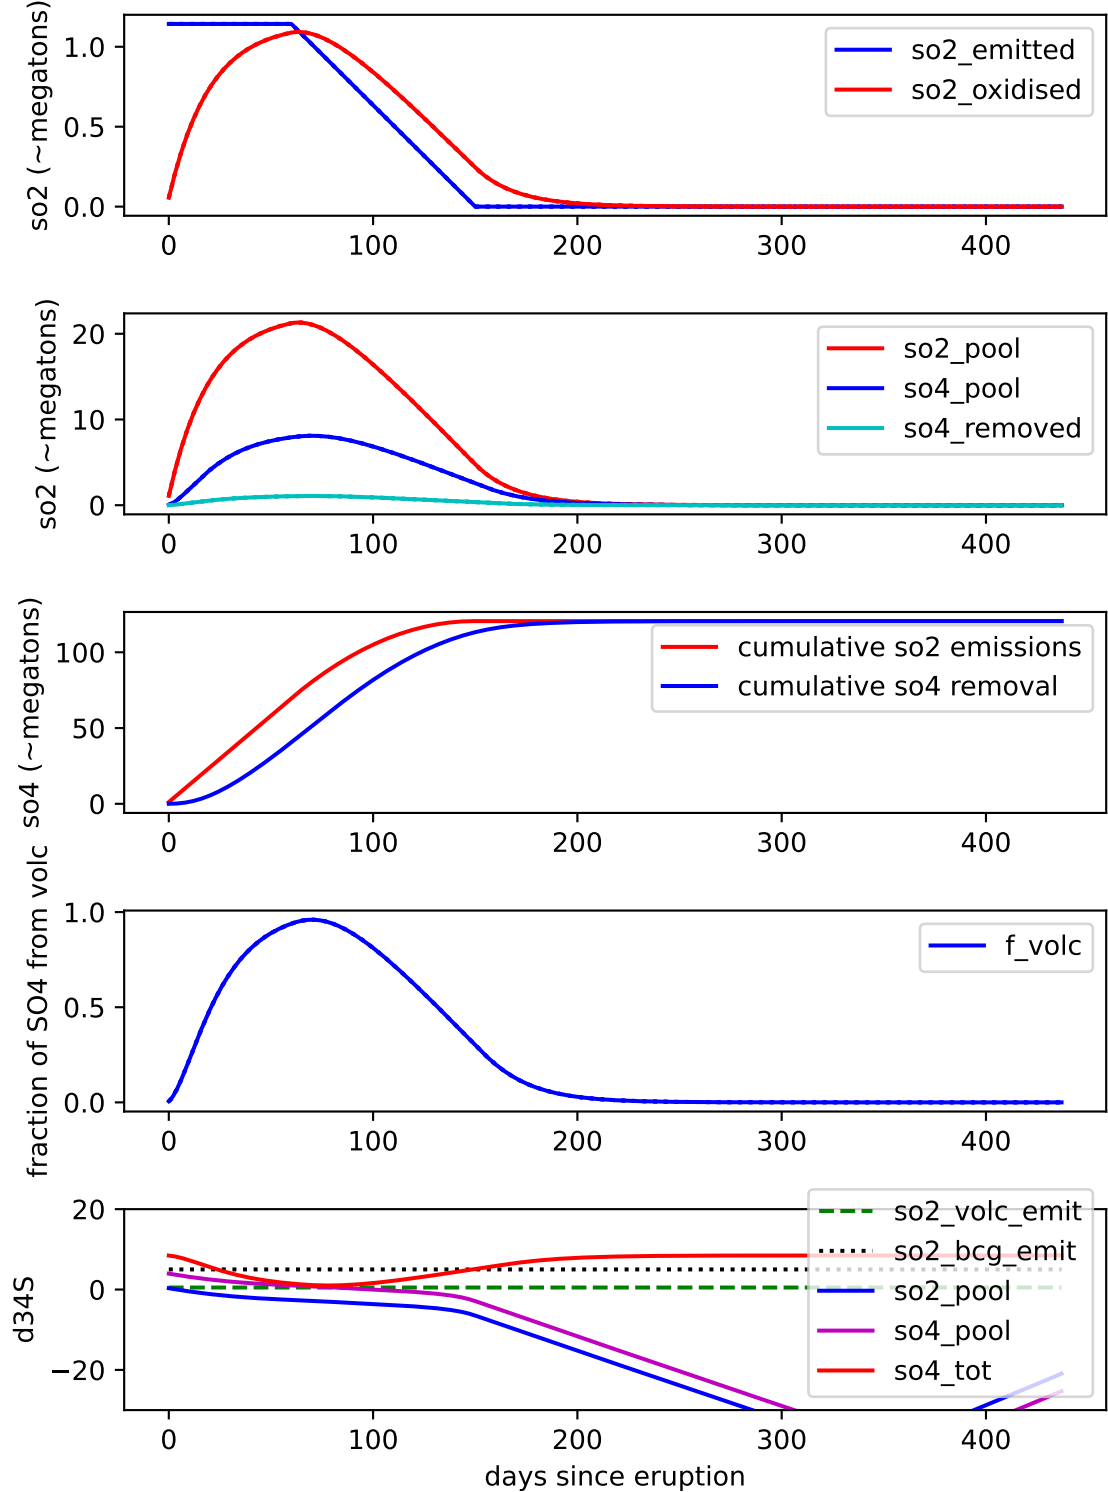 so2 (~megatons)
1.0
0.5
0.0
so2_emitted
so2_oxidised
0 100 200 300 400
so2 (~megatons)
20
10
0
so2_pool
so4_pool
so4_removed
0 100 200 300 400
so4 (~megatons)
100
50
0
cumulative so2 emissions
cumulative so4 removal
0 100 200 300 400
fraction of SO4 from volc
1.0
0.5
0.0
f_volc
0 100 200 300 400
d34S
20
0
−20
so2_volc_emit
so2_bcg_emit
so2_pool
so4_pool
so4_tot
0 100 200 300 400
days since eruption